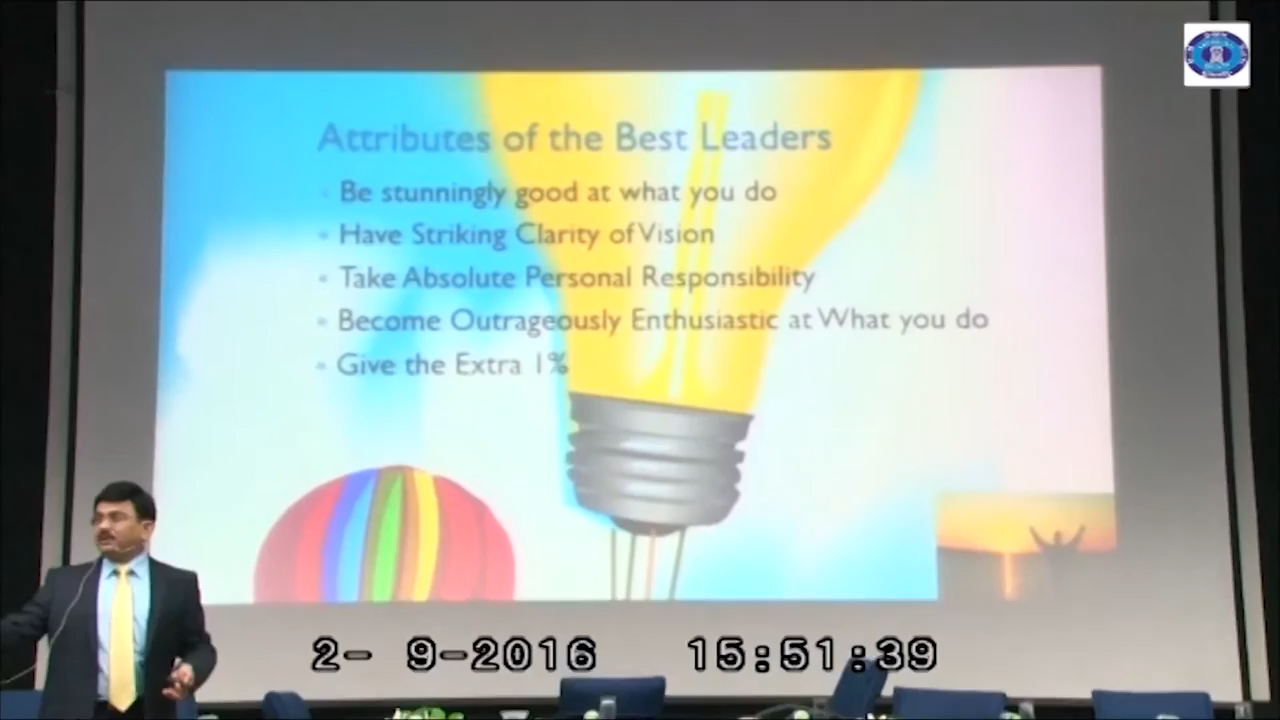 Attributes of the Best Leaders
• Be stunningly good at what you do
• Have Striking Clarity of Vision
• Take Absolute Personal Responsibility
• Become Outrageously Enthusiastic at What you do
• Give the Extra 1%
2- 9-2016 15:51:39